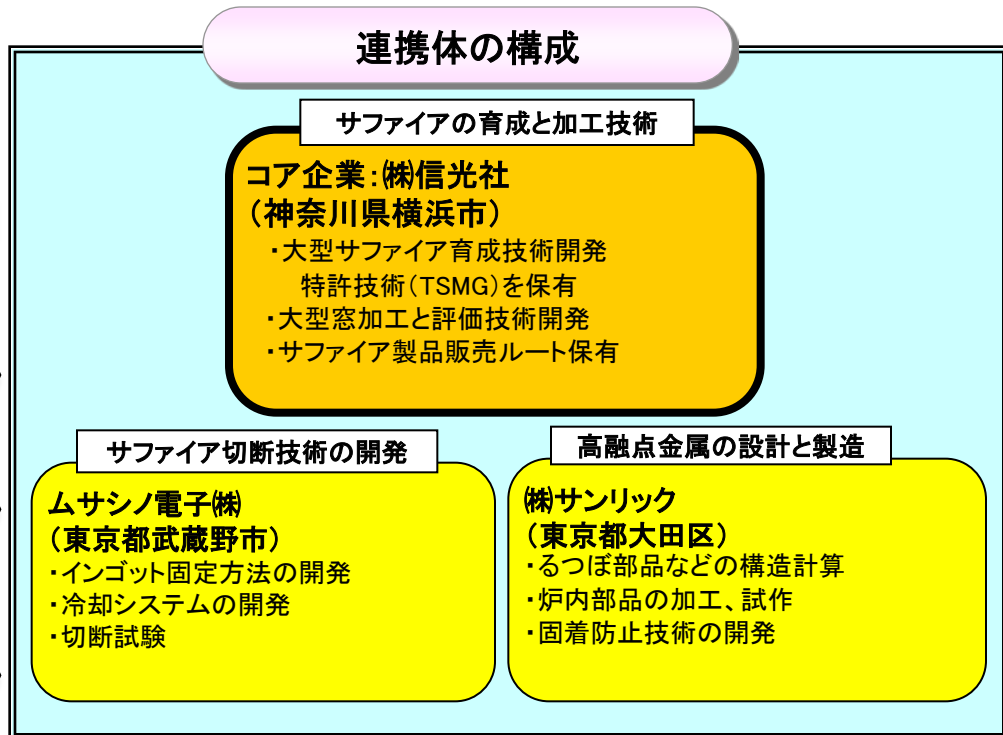 連携体の構成
サファイアの育成と加工技術
コア企業：㈱信光社
（神奈川県横浜市）
・大型サファイア育成技術開発
特許技術（TSMG）を保有
・大型窓加工と評価技術開発
・サファイア製品販売ルート保有
サファイア切断技術の開発
ムサシノ電子㈱
（東京都武蔵野市）
・インゴット固定方法の開発
・冷却システムの開発
・切断試験
高融点金属の設計と製造
㈱サンリック
（東京都大田区）
・るつぼ部品などの構造計算
・炉内部品の加工、試作
・固着防止技術の開発